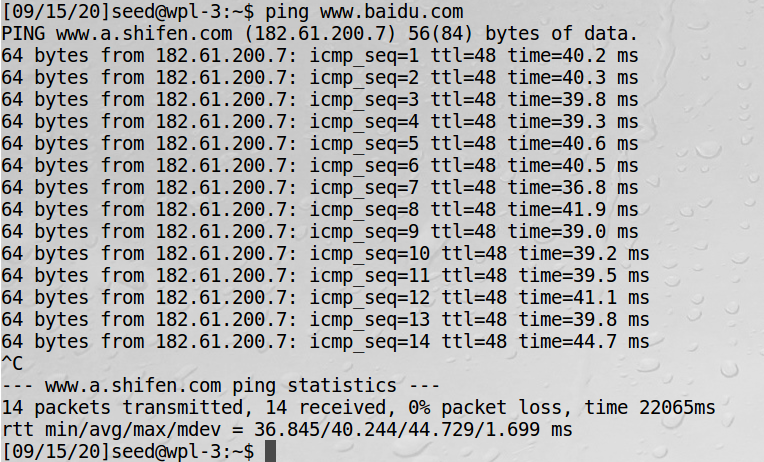 [09/15/20]seed@wpl-3:~$ ping www.baidu.com
PING www.a.shifen.com (182.61.200.7) 56(84) bytes of data.
64 bytes from 182.61.200.7: icmp_seq=1 ttl=48 time=40.2 ms
64 bytes from 182.61.200.7: icmp_seq=2 ttl=48 time=40.3 ms
64 bytes from 182.61.200.7: icmp_seq=3 ttl=48 time=39.8 ms
64 bytes from 182.61.200.7: icmp_seq=4 ttl=48 time=39.3 ms
64 bytes from 182.61.200.7: icmp_seq=5 ttl=48 time=40.6 ms
64 bytes from 182.61.200.7: icmp_seq=6 ttl=48 time=40.5 ms
64 bytes from 182.61.200.7: icmp_seq=7 ttl=48 time=36.8 ms
64 bytes from 182.61.200.7: icmp_seq=8 ttl=48 time=41.9 ms
64 bytes from 182.61.200.7: icmp_seq=9 ttl=48 time=39.0 ms
64 bytes from 182.61.200.7: icmp_seq=10 ttl=48 time=39.2 ms
64 bytes from 182.61.200.7: icmp_seq=11 ttl=48 time=39.5 ms
64 bytes from 182.61.200.7: icmp_seq=12 ttl=48 time=41.1 ms
64 bytes from 182.61.200.7: icmp_seq=13 ttl=48 time=39.8 ms
64 bytes from 182.61.200.7: icmp_seq=14 ttl=48 time=44.7 ms
^C
--- www.a.shifen.com ping statistics ---
14 packets transmitted, 14 received, 0% packet loss, time 22065ms
rtt min/avg/max/mdev = 36.845/40.244/44.729/1.699 ms
[09/15/20]seed@wpl-3:~$